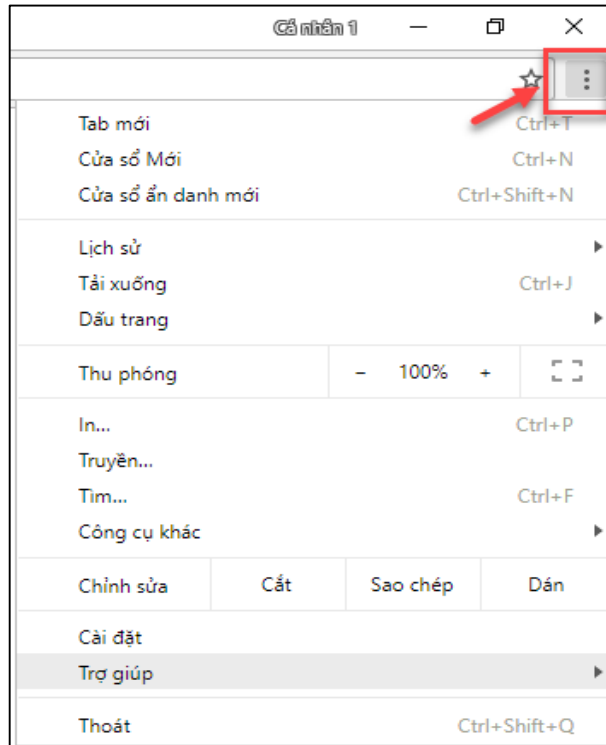 Cá nhân 1
Tab mới Ctrl+T
Cửa sổ Mới Ctrl+N
Cửa sổ ẩn danh mới Ctrl+Shift+N
Lịch sử
Tải xuống Ctrl+J
Dấu trang
Thu phóng − 100% +
In... Ctrl+P
Truyền...
Tìm... Ctrl+F
Công cụ khác
Chỉnh sửa Cắt Sao chép Dán
Cài đặt
Trợ giúp
Thoát Ctrl+Shift+Q